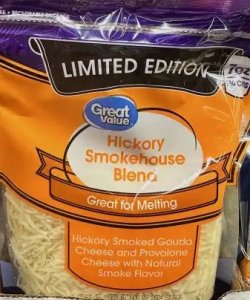 LIMITED EDITION
Great
Value
Hickory
Smokehouse
Blend
Great for Melting
Hickory Smoked Gouda
Cheese and Provolone
Cheese with Natural
Smoke Flavor